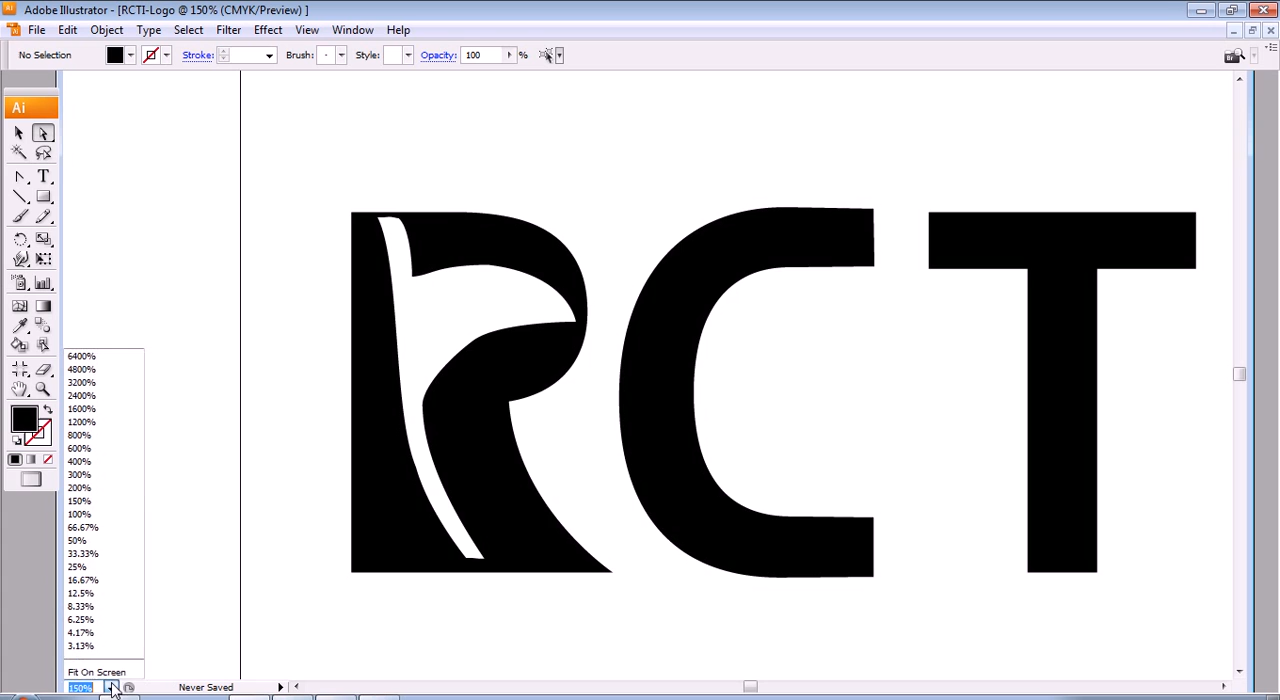 Adobe Illustrator - [RCTI-Logo @ 150% (CMYK/Preview) ]
File Edit Object Type Select Filter Effect View Window Help
No Selection Stroke: Brush: Style: Opacity: 100 %
Ai
T
RCT
6400%
4800%
3200%
2400%
1600%
1200%
800%
600%
400%
300%
200%
150%
100%
66.67%
50%
33.33%
25%
16.67%
12.5%
8.33%
6.25%
4.17%
3.13%
Fit On Screen
150% Never Saved